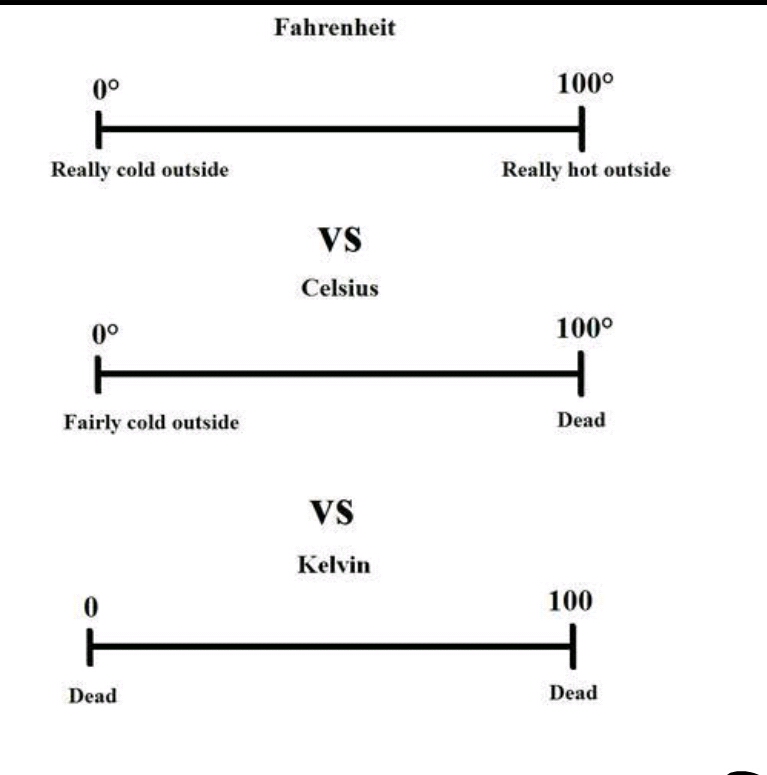 Fahrenheit
0° 100°
Really cold outside Really hot outside
vs
Celsius
0° 100°
Fairly cold outside Dead
vs
Kelvin
0 100
Dead Dead